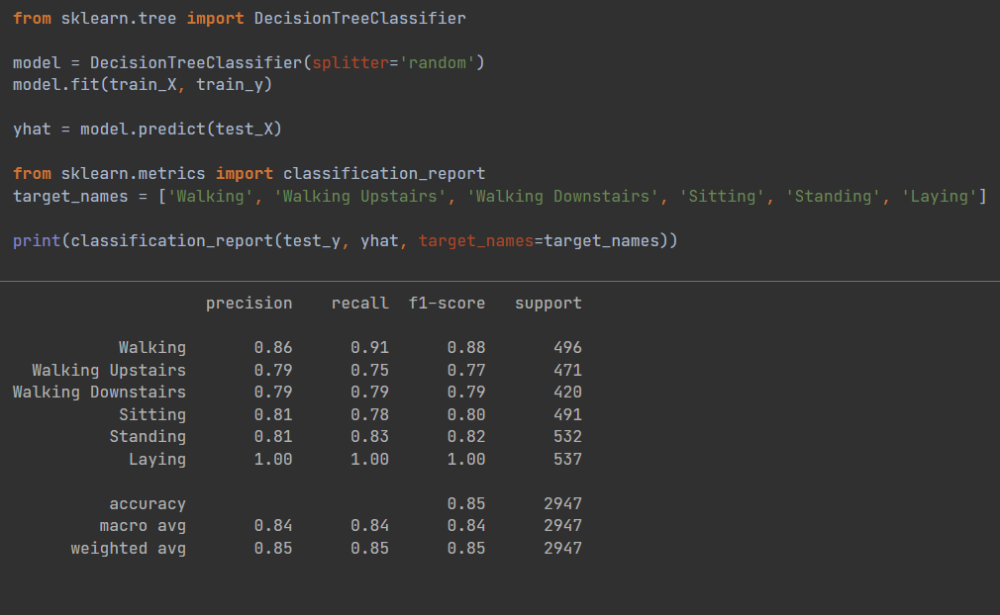 from sklearn.tree import DecisionTreeClassifier
model = DecisionTreeClassifier(splitter='random')
model.fit(train_X, train_y)
yhat = model.predict(test_X)
from sklearn.metrics import classification_report
target_names = ['Walking', 'Walking Upstairs', 'Walking Downstairs', 'Sitting', 'Standing', 'Laying']
print(classification_report(test_y, yhat, target_names=target_names))
precision recall f1-score support
Walking 0.86 0.91 0.88 496
Walking Upstairs 0.79 0.75 0.77 471
Walking Downstairs 0.79 0.79 0.79 420
Sitting 0.81 0.78 0.80 491
Standing 0.81 0.83 0.82 532
Laying 1.00 1.00 1.00 537
accuracy 0.85 2947
macro avg 0.84 0.84 0.84 2947
weighted avg 0.85 0.85 0.85 2947